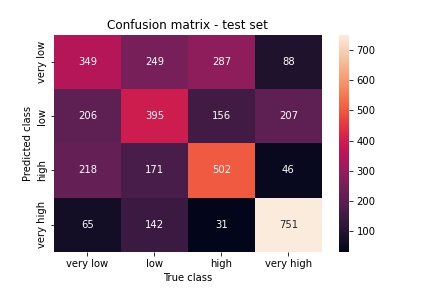 Confusion matrix - test set
very low 349 249 287 88
low 206 395 156 207
high 218 171 502 46
very high 65 142 31 751
very low low high very high
Predicted class
True class
700
600
500
400
300
200
100